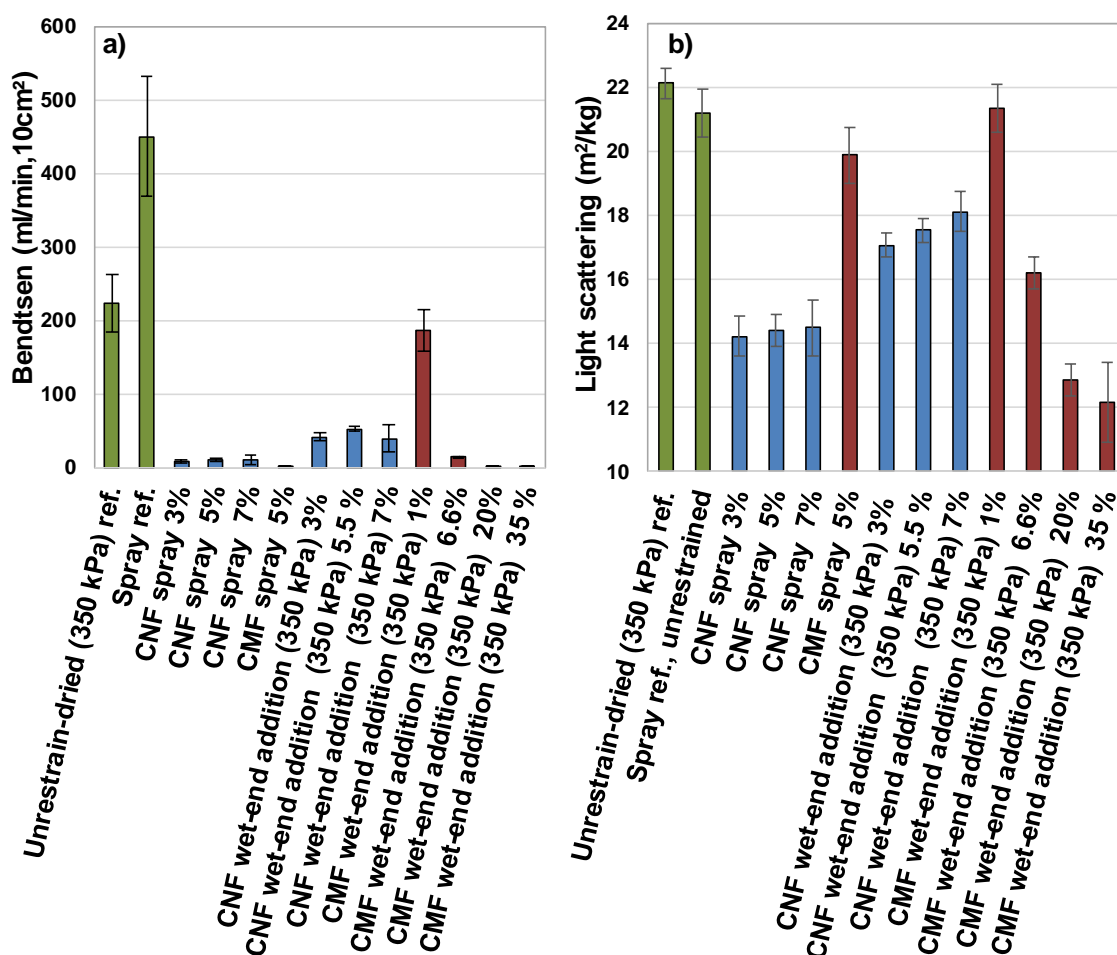 a)
Bendtsen (ml/min,10cm²)
600
500
400
300
200
100
0
Unrestrain-dried (350 kPa) ref.
Spray ref.
CNF spray 3%
CNF spray 5%
CNF spray 7%
CMF spray 5%
CNF wet-end addition (350 kPa) 3%
CNF wet-end addition (350 kPa) 5.5 %
CNF wet-end addition (350 kPa) 7%
CMF wet-end addition (350 kPa) 1%
CMF wet-end addition (350 kPa) 6.6%
CMF wet-end addition (350 kPa) 20%
CMF wet-end addition (350 kPa) 35 %
b)
Light scattering (m²/kg)
24
22
20
18
16
14
12
10
Unrestrain-dried (350 kPa) ref.
Spray ref., unrestrained
CNF spray 3%
CNF spray 5%
CNF spray 7%
CMF spray 5%
CNF wet-end addition (350 kPa) 3%
CNF wet-end addition (350 kPa) 5.5 %
CNF wet-end addition (350 kPa) 7%
CMF wet-end addition (350 kPa) 1%
CMF wet-end addition (350 kPa) 6.6%
CMF wet-end addition (350 kPa) 20%
CMF wet-end addition (350 kPa) 35 %